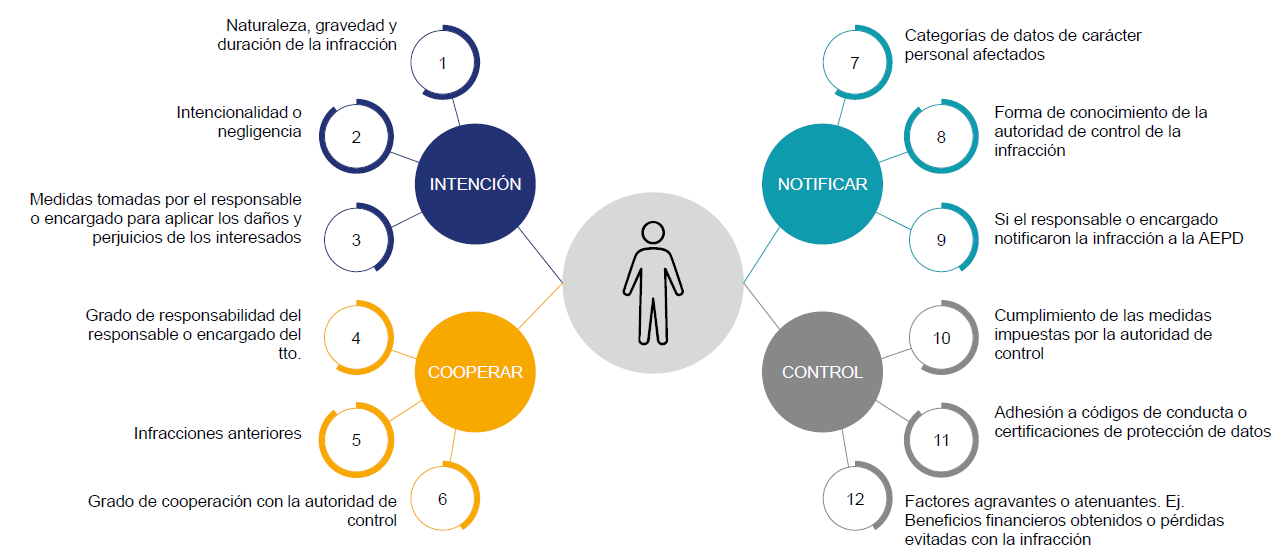 Naturaleza, gravedad y
duración de la infracción
1
Intencionalidad o
negligencia
2
INTENCIÓN
Medidas tomadas por el responsable
o encargado para aplicar los daños y
perjuicios de los interesados
3
Grado de responsabilidad del
responsable o encargado del
tto.
4
COOPERAR
Infracciones anteriores
5
Grado de cooperación con la autoridad de
control
6
7
Categorías de datos de carácter
personal afectados
8
Forma de conocimiento de la
autoridad de control de la
infracción
NOTIFICAR
9
Si el responsable o encargado
notificaron la infracción a la AEPD
10
Cumplimiento de las medidas
impuestas por la autoridad de
control
CONTROL
11
Adhesión a códigos de conducta o
certificaciones de protección de datos
12
Factores agravantes o atenuantes. Ej.
Beneficios financieros obtenidos o pérdidas
evitadas con la infracción